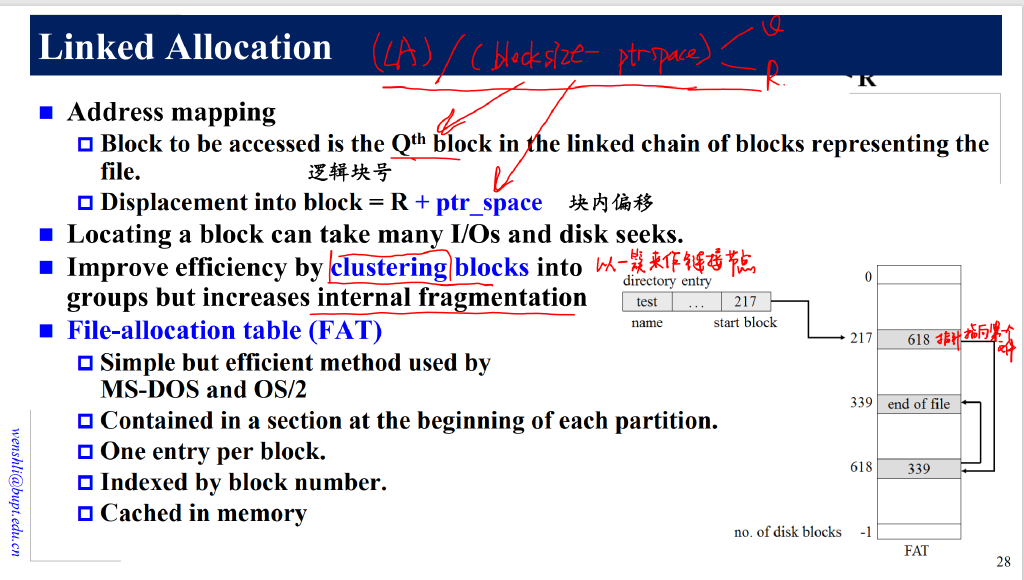 Linked Allocation
(LA) / (blocksize - ptrspace) Q
R.
R
Address mapping
Block to be accessed is the Qth block in the linked chain of blocks representing the
file.
逻辑块号
Displacement into block = R + ptr_space 块内偏移
Locating a block can take many I/Os and disk seeks.
Improve efficiency by clustering blocks into
以一簇来作链接节点
groups but increases internal fragmentation
File-allocation table (FAT)
Simple but efficient method used by
MS-DOS and OS/2
Contained in a section at the beginning of each partition.
One entry per block.
Indexed by block number.
Cached in memory
directory entry
test ... 217
name start block
0
217 618 指针 指向某个
339 end of file
618 339
no. of disk blocks -1
FAT
wenshli@bupt.edu.cn
28